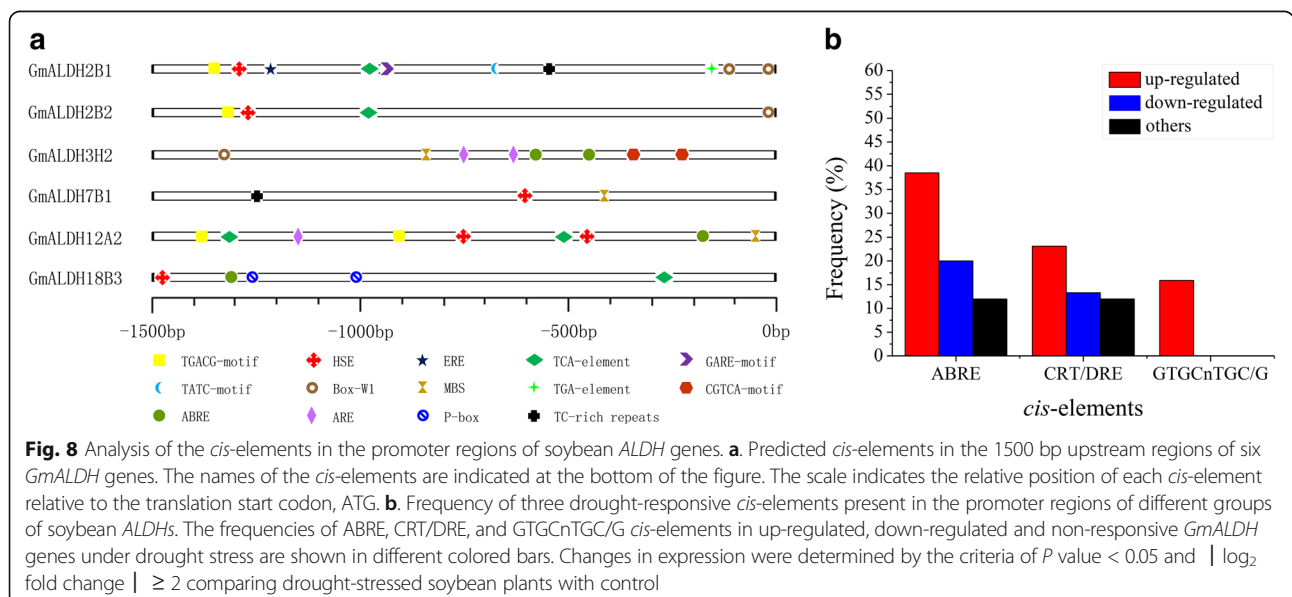 a
GmALDH2B1
GmALDH2B2
GmALDH3H2
GmALDH7B1
GmALDH12A2
GmALDH18B3
-1500bp -1000bp -500bp 0bp
TGACG-motif HSE ERE TCA-element GARE-motif
TATC-motif Box-W1 MBS TGA-element CGTCA-motif
ABRE ARE P-box TC-rich repeats
b
60
55
50
45
40
35
30
25
20
15
10
5
0
Frequency (%)
up-regulated
down-regulated
others
ABRE CRT/DRE GTGCnTGC/G
cis-elements
Fig. 8 Analysis of the cis-elements in the promoter regions of soybean ALDH genes. a. Predicted cis-elements in the 1500 bp upstream regions of six
GmALDH genes. The names of the cis-elements are indicated at the bottom of the figure. The scale indicates the relative position of each cis-element
relative to the translation start codon, ATG. b. Frequency of three drought-responsive cis-elements present in the promoter regions of different groups
of soybean ALDHs. The frequencies of ABRE, CRT/DRE, and GTGCnTGC/G cis-elements in up-regulated, down-regulated and non-responsive GmALDH
genes under drought stress are shown in different colored bars. Changes in expression were determined by the criteria of P value < 0.05 and | log2
fold change | ≥ 2 comparing drought-stressed soybean plants with control